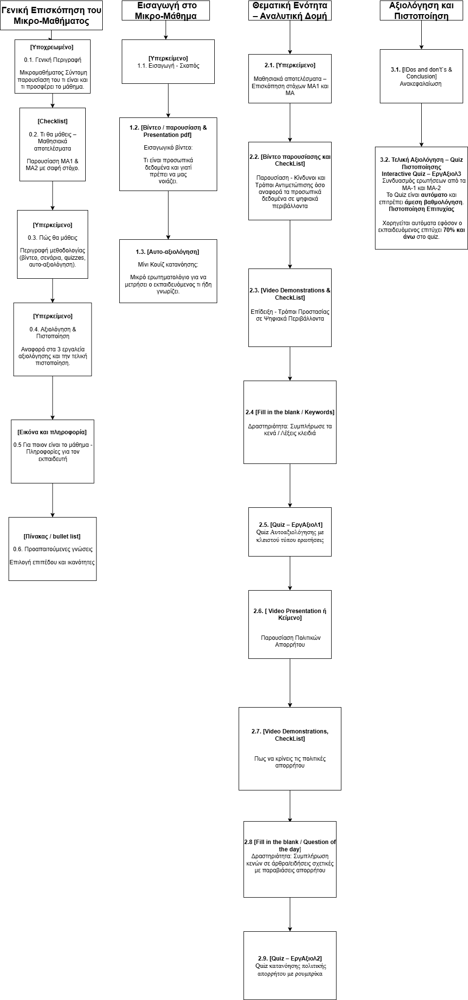 Γενική Επισκόπηση του
Μικρο-Μαθήματος
[Υποχρεωμένο]
0.1. Γενική Περιγραφή
Μικρομαθήματος Σύντομη
παρουσίαση του τι είναι και
τι προσφέρει το μάθημα.
[Checklist]
0.2. Τι θα μάθεις –
Μαθησιακά
αποτελέσματα
Παρουσίαση ΜΑ1 &
ΜΑ2 με σαφή στόχο.
[Υπερκείμενο]
0.3. Πώς θα μάθεις
Περιγραφή μεθοδολογίας
(βίντεο, σενάρια, quizzes,
αυτο-αξιολόγηση).
[Υπερκείμενο]
0.4. Αξιολόγηση &
Πιστοποίηση
Αναφορά στα 3 εργαλεία
αξιολόγησης και την τελική
πιστοποίηση.
[Εικόνα και πληροφορία]
0.5 Για ποιον είναι το μάθημα -
Πληροφορίες για τον
εκπαιδευτή
[Πίνακας / bullet list]
0.6. Προαπαιτούμενες γνώσεις
Επιλογή επιπέδου και ικανότητες
Εισαγωγή στο
Μικρο-Μάθημα
[Υπερκείμενο]
1.1. Εισαγωγή - Σκοπός
1.2. [Βίντεο / παρουσίαση &
Presentation pdf]
Εισαγωγικό βίντεο:
Τι είναι προσωπικά
δεδομένα και γιατί
πρέπει να μας
νοιάζει.
1.3. [Αυτο-αξιολόγηση]
Μίνι Κουίζ κατανόησης:
Μικρό ερωτηματολόγιο για να
μετρήσει ο εκπαιδευόμενος τι ήδη
γνωρίζει.
Θεματική Ενότητα
– Αναλυτική Δομή
2.1. [Υπερκείμενο]
Μαθησιακά αποτελέσματα –
Επισκόπηση στόχων ΜΑ1 και
ΜΑ
2.2. [Βίντεο παρουσίασης και
CheckList]
Παρουσίαση - Κίνδυνοι και
Τρόποι Αντιμετώπισης όσο
αναφορά τα προσωπικά
δεδομένα σε ψηφιακά
περιβάλλοντα
2.3. [Video Demonstrations &
CheckList]
Επίδειξη - Τρόποι Προστασίας
σε Ψηφιακά Περιβάλλοντα
2.4 [Fill in the blank / Keywords]
Δραστηριότητα: Συμπλήρωσε τα
κενά / Λέξεις κλειδιά
2.5. [Quiz – ΕργΑξιολ1]
Quiz Αυτοαξιολόγησης με
κλειστού τύπου ερωτήσεις
2.6. [ Video Presentation ή
Κείμενο]
Παρουσίαση Πολιτικών
Απορρήτου
2.7. [Video Demonstrations,
CheckList]
Πως να κρίνεις τις πολιτικές
απορρήτου
2.8 [Fill in the blank / Question of
the day]
Δραστηριότητα: Συμπλήρωση
κενών σε άρθρα/ειδήσεις σχετικές
με παραβιάσεις απορρήτου
2.9. [Quiz – ΕργΑξιολ2]
Quiz κατανόησης πολιτικής
απορρήτου με ρουμπρίκα
Αξιολόγηση και
Πιστοποίηση
3.1. [IDos and don't`s &
Conclusion]
Ανακεφαλαίωση
3.2. Τελική Αξιολόγηση – Quiz
Πιστοποίησης
Interactive Quiz – ΕργΑξιολ3
Συνδυασμός ερωτήσεων από τα
ΜΑ-1 και ΜΑ-2
Το Quiz είναι αυτόματο και
επιτρέπει άμεση βαθμολόγηση.
Πιστοποίηση Επιτυχίας
Χορηγείται αυτόματα εφόσον ο
εκπαιδευόμενος επιτύχει 70% και
άνω στο quiz.